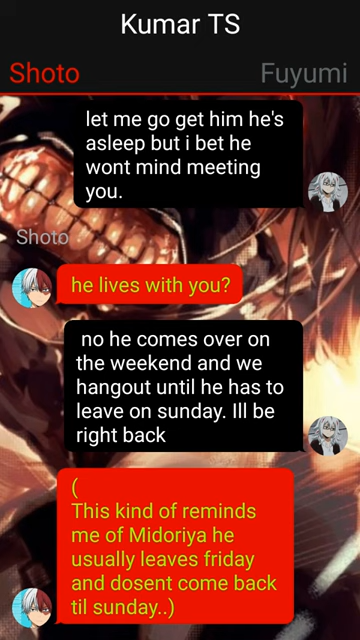 Kumar TS
Shoto Fuyumi
let me go get him he's
asleep but i bet he
wont mind meeting
you.
Shoto
he lives with you?
no he comes over on
the weekend and we
hangout until he has to
leave on sunday. Ill be
right back
(
This kind of reminds
me of Midoriya he
usually leaves friday
and dosent come back
til sunday..)